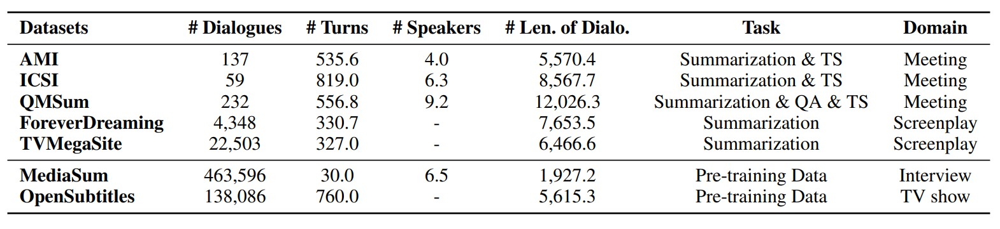 Datasets # Dialogues # Turns # Speakers # Len. of Dialo. Task Domain
AMI 137 535.6 4.0 5,570.4 Summarization & TS Meeting
ICSI 59 819.0 6.3 8,567.7 Summarization & TS Meeting
QMSum 232 556.8 9.2 12,026.3 Summarization & QA & TS Meeting
ForeverDreaming 4,348 330.7 - 7,653.5 Summarization Screenplay
TVMegaSite 22,503 327.0 - 6,466.6 Summarization Screenplay
MediaSum 463,596 30.0 6.5 1,927.2 Pre-training Data Interview
OpenSubtitles 138,086 760.0 - 5,615.3 Pre-training Data TV show